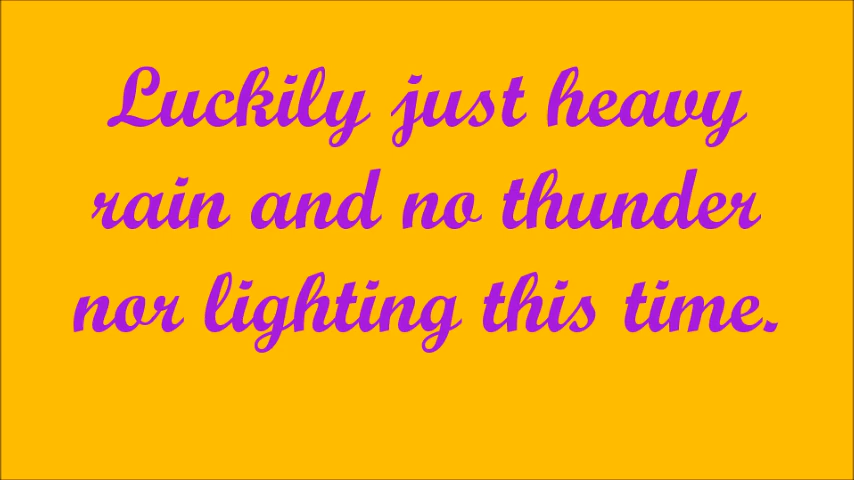 Luckily just heavy
rain and no thunder
nor lighting this time.